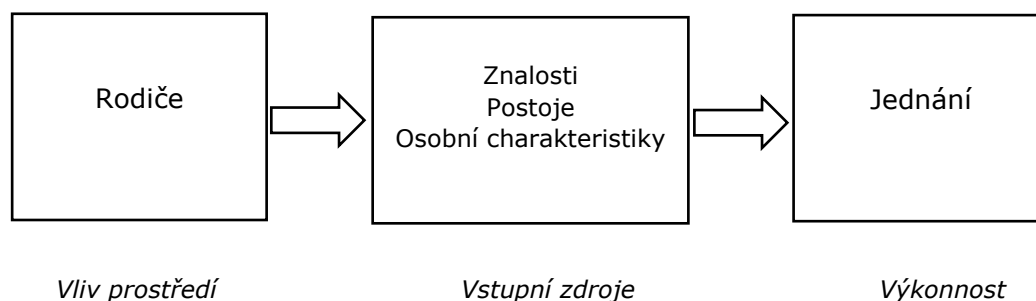 Rodiče
Znalosti
Postoje
Osobní charakteristiky
Jednání
Vliv prostředí
Vstupní zdroje
Výkonnost